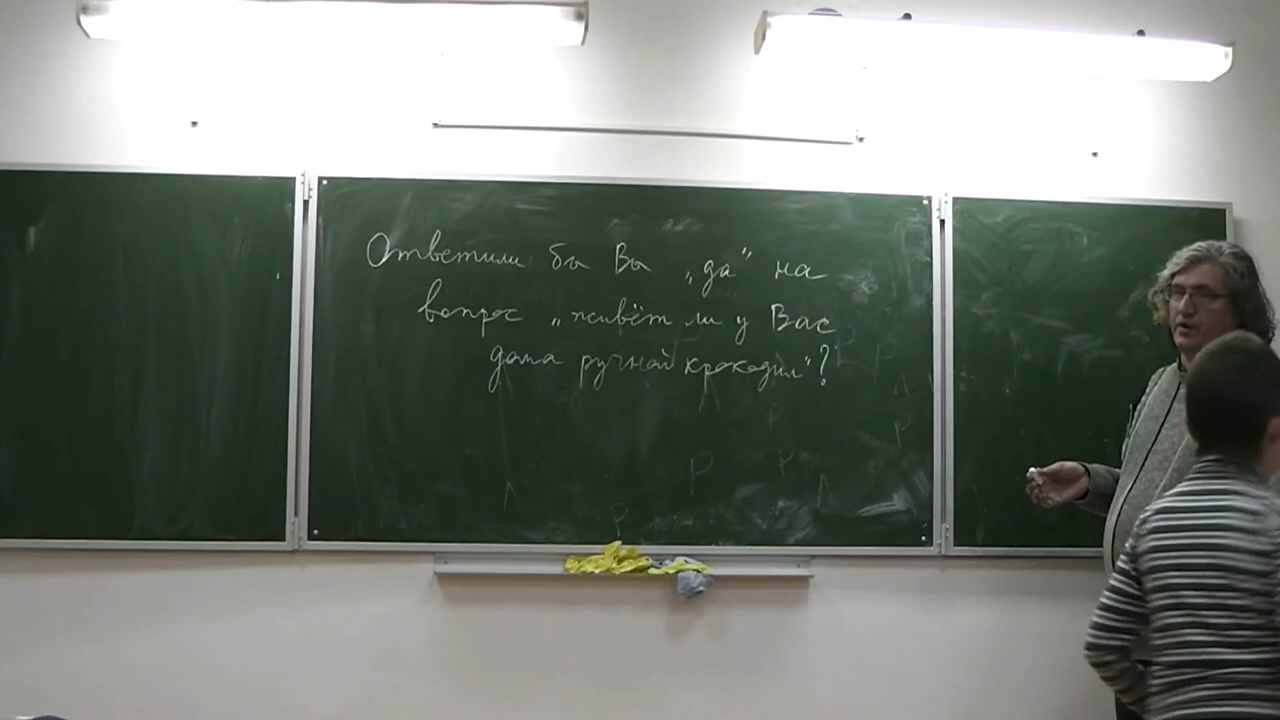 Ответили бы Вы „да“ на
вопрос „живёт ли у Вас
дома ручной крокодил“?